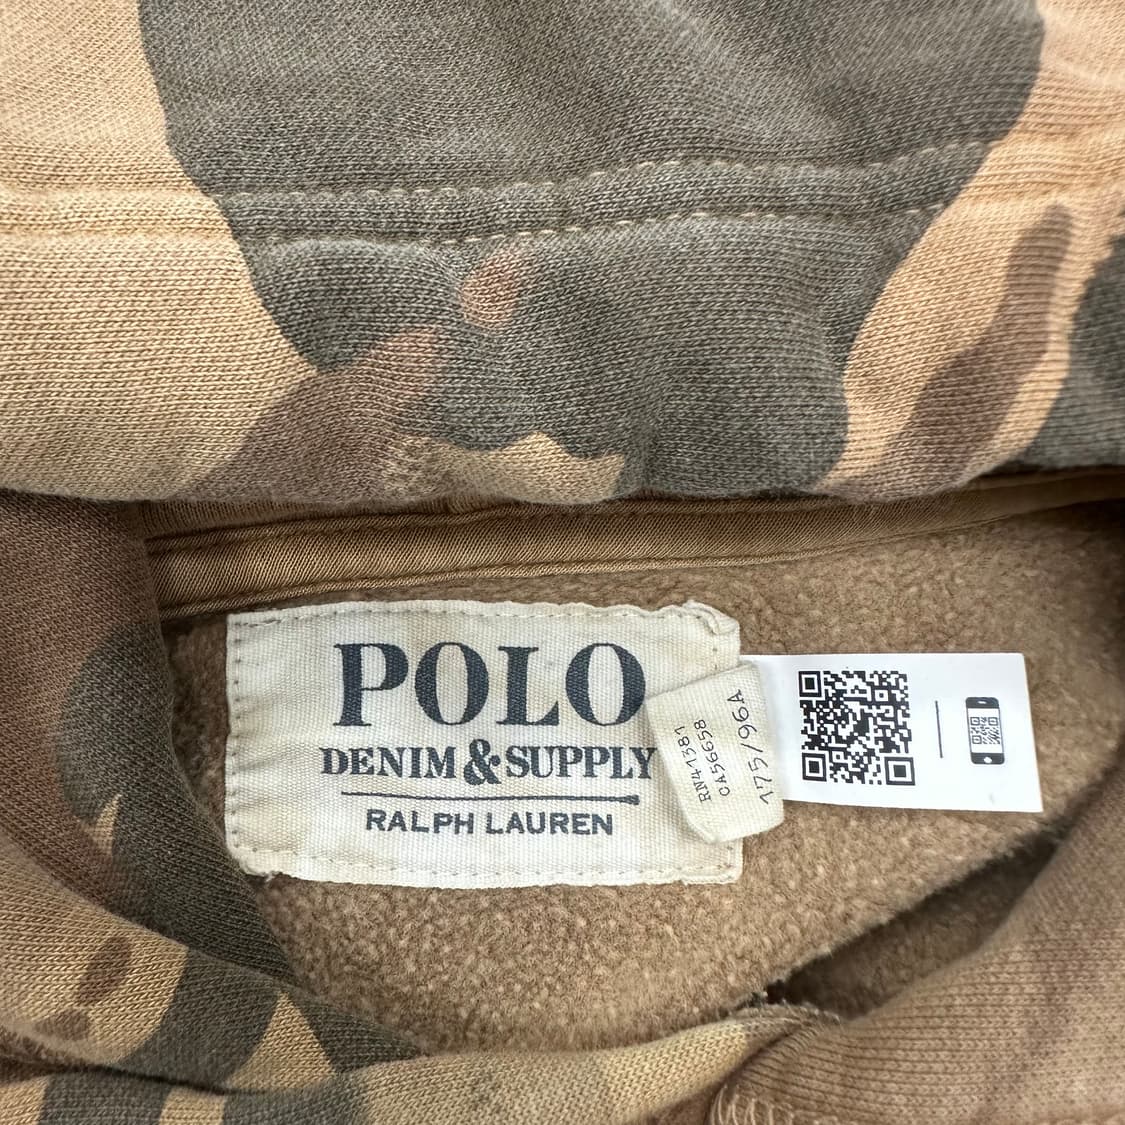 POLO
DENIM & SUPPLY
RALPH LAUREN
RN41381
CA56658
175/96A